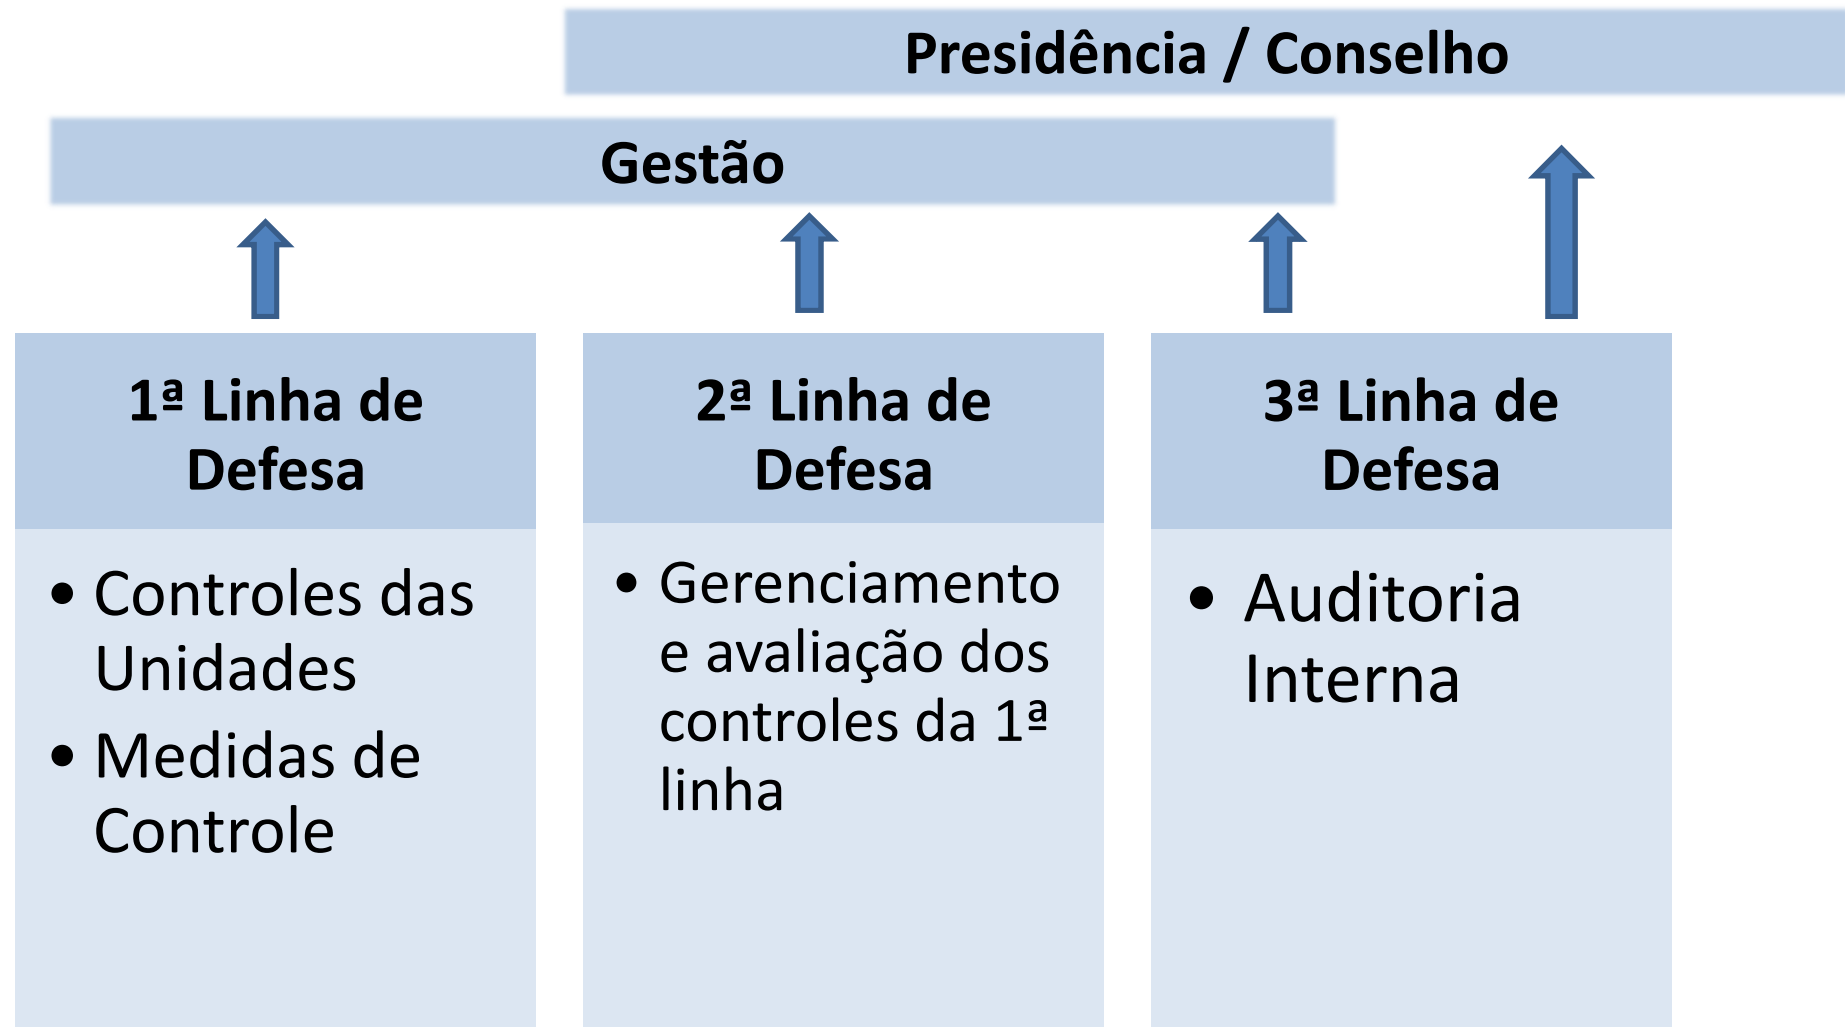 Presidência / Conselho
Gestão
1ª Linha de
Defesa
• Controles das
Unidades
• Medidas de
Controle
2ª Linha de
Defesa
• Gerenciamento
e avaliação dos
controles da 1ª
linha
3ª Linha de
Defesa
• Auditoria
Interna